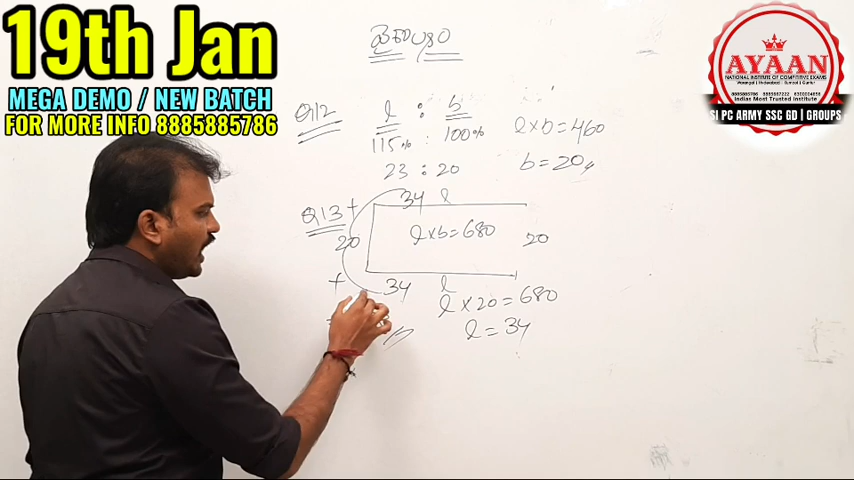 19th Jan
MEGA DEMO / NEW BATCH
FOR MORE INFO 8885885786
AYAAN
NATIONAL INSTITUTE OF COMPETITIVE EXAMS
Indias Most Trusted Institute
SI PC ARMY SSC GD | GROUPS
Q12 l : b
115% : 100%
23 : 20
l×b=460
b=20
Q13 + 34 l
20 l×b=680 20
+ 34 l
l×20=680
l=34